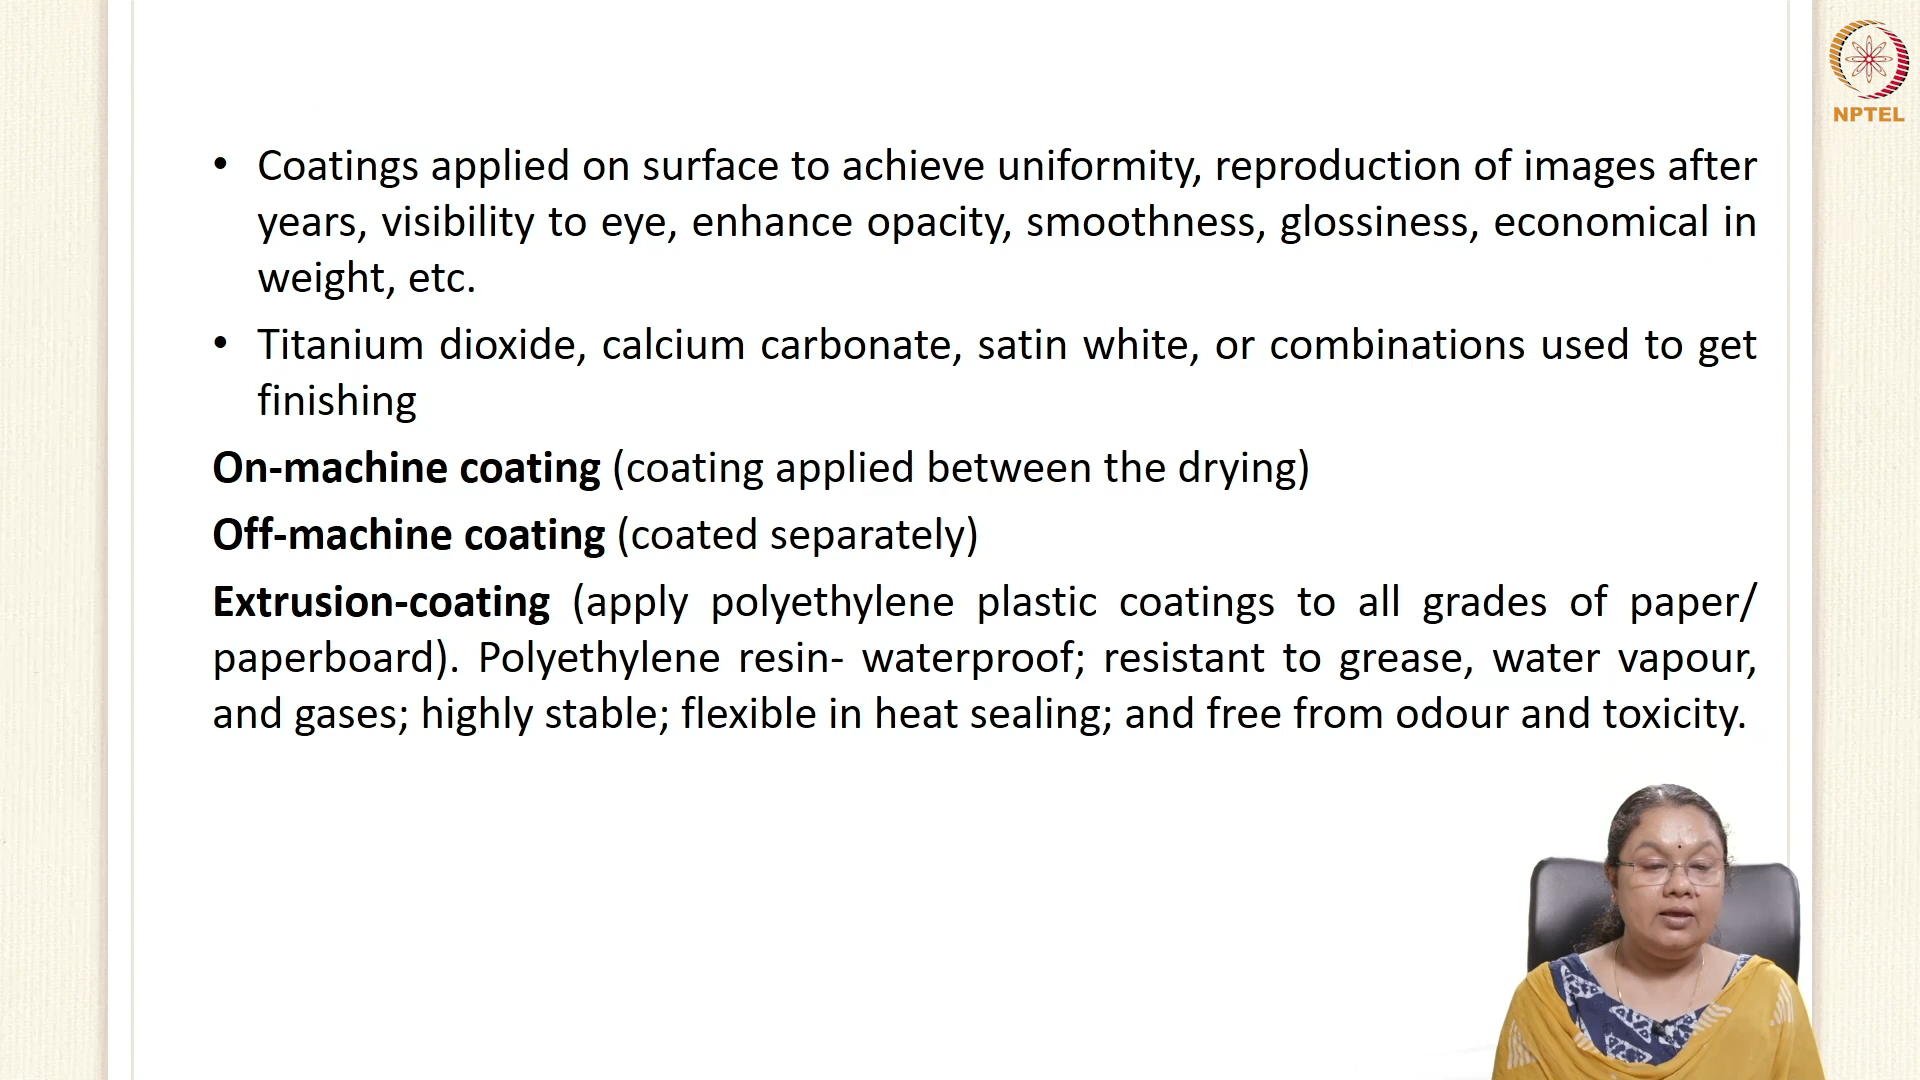 NPTEL
• Coatings applied on surface to achieve uniformity, reproduction of images after
years, visibility to eye, enhance opacity, smoothness, glossiness, economical in
weight, etc.
• Titanium dioxide, calcium carbonate, satin white, or combinations used to get
finishing
On-machine coating (coating applied between the drying)
Off-machine coating (coated separately)
Extrusion-coating (apply polyethylene plastic coatings to all grades of paper/
paperboard). Polyethylene resin- waterproof; resistant to grease, water vapour,
and gases; highly stable; flexible in heat sealing; and free from odour and toxicity.